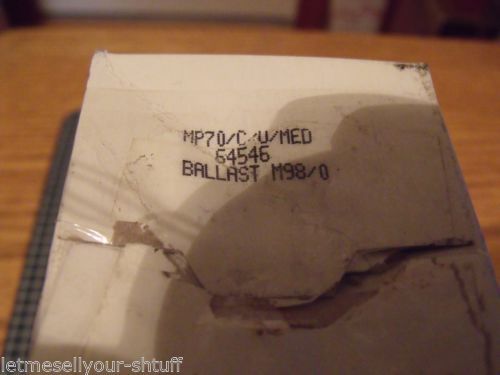 MP70/C/U/MED
64546
BALLAST M98/O
letmesellyour-shtuff